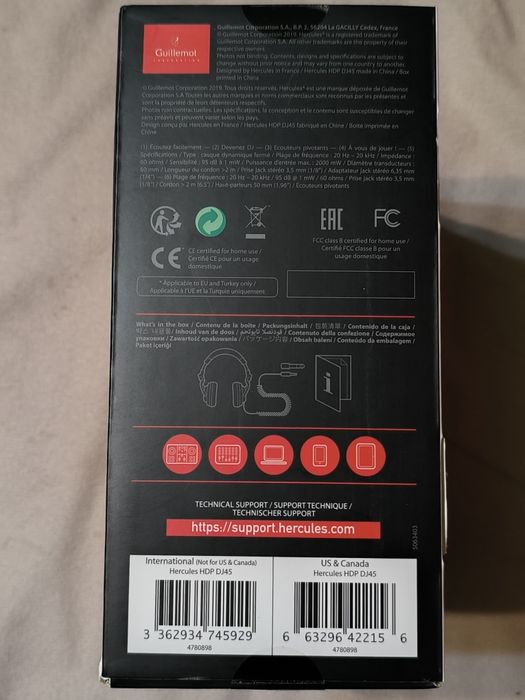 Guillemot
CORPORATION
Guillemot Corporation S.A., B.P. 2, 56204 La GACILLY Cedex, France
© Guillemot Corporation 2019. Hercules® is a registered trademark of
Guillemot Corporation S.A. All other trademarks are the property of their
respective owners.
Photos not binding. Contents, designs and specifications are subject to
change without prior notice and may vary from one country to another.
Designed by Hercules in France / Hercules HDP DJ45 made in China / Box
printed in China
© Guillemot Corporation 2019. Tous droits réservés. Hercules® est une marque déposée de Guillemot
Corporation S.A Toutes les autres marques et noms commerciaux sont reconnus par les présentes et
sont la propriété de leurs détenteurs respectifs.
Photos non contractuelles. Les spécifications, la conception et le contenu sont susceptibles de changer
sans préavis et peuvent varier selon les pays.
Design conçu par Hercules en France / Hercules HDP DJ45 fabriqué en Chine / Boîte imprimée en
Chine
(1) Écoutez facilement — (2) Devenez DJ — (3) Écouteurs pivotants — (4) À vous de jouer ! — (5)
Spécifications / Type : casque dynamique fermé / Plage de fréquence : 20 Hz – 20 kHz / Impédance :
60 ohms / Sensibilité : 95 dB à 1 mW / Puissance d'entrée max. : 2000 mW / Diamètre transducteurs :
50 mm / Longueur du cordon >2 m / Prise jack stéréo 3,5 mm (1/8") / Adaptateur jack stéréo 6,35 mm
(1/4") — (6) Plage de fréquence : 20 Hz – 20 kHz / 95 dB @ 1 mW / 60 ohms / Prise jack stéréo 3,5 mm
(1/8") / Cordon > 2 m (6.5') / Haut-parleurs 50 mm (1,96") / Écouteurs pivotants
EAC FC
CE
CE certified for home use /
Certifié CE pour un usage
domestique
FCC class B certified for home use /
Certifié FCC classe B pour un
usage domestique
* Applicable to EU and Turkey only /
Applicable à l'UE et la Turquie uniquement
What's in the box / Contenu de la boîte / Packungsinhalt / 包裝清單 / Contenido de la caja /
박스 내용물 / Inhoud van de doos / / Contenuto della confezione / Содержимое
упаковки / Zawartość opakowania / パッケージ内容 / Obsah balení / Conteúdo da embalagem /
Paket içeriği
TECHNICAL SUPPORT / SUPPORT TECHNIQUE /
TECHNISCHER SUPPORT
https://support.hercules.com
5063403
International (Not for US & Canada)
Hercules HDP DJ45
3 362934 745929
4780898
US & Canada
Hercules HDP DJ45
6 63296 42215 6
4780898